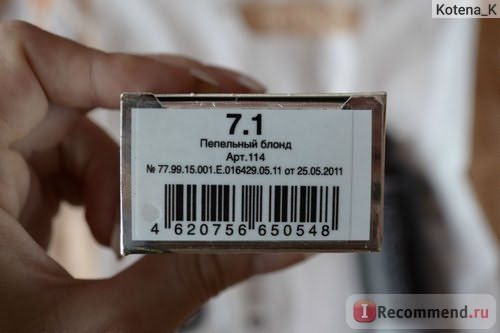 Kotena_K
7.1
Пепельный блонд
Арт.114
№ 77.99.15.001.Е.016429.05.11 от 25.05.2011
4 620756 650548
I Recommend.ru